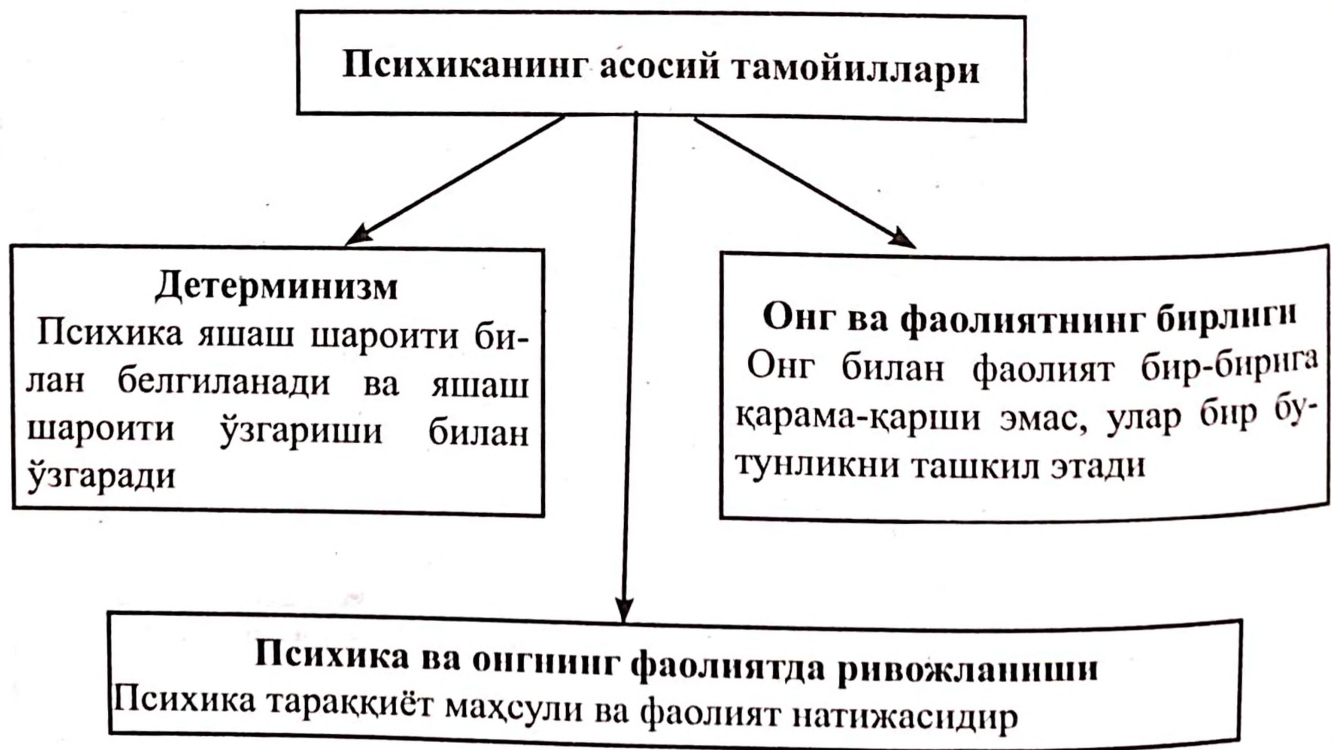 Психиканинг асосий тамойиллари
Детерминизм
Психика яшаш шароити би-
лан белгиланади ва яшаш
шароити ўзгариши билан
ўзгаради
Онг ва фаолиятнинг бирлиги
Онг билан фаолият бир-бирига
қарама-қарши эмас, улар бир бу-
тунликни ташкил этади
Психика ва онгнинг фаолиятда ривожланиши
Психика тараққиёт маҳсули ва фаолият натижасидир